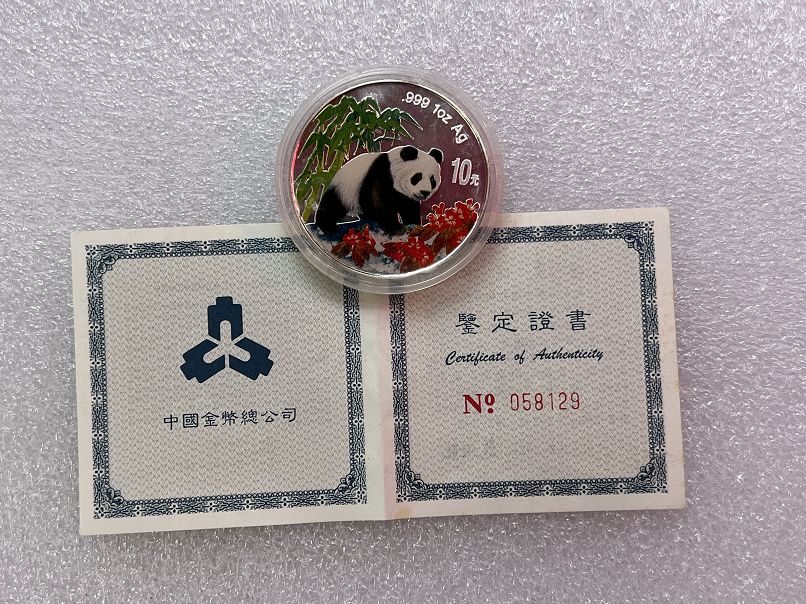 .999 1oz Ag
10元
中國金幣總公司
鑒定證書
Certificate of Authenticity
Nº 058129